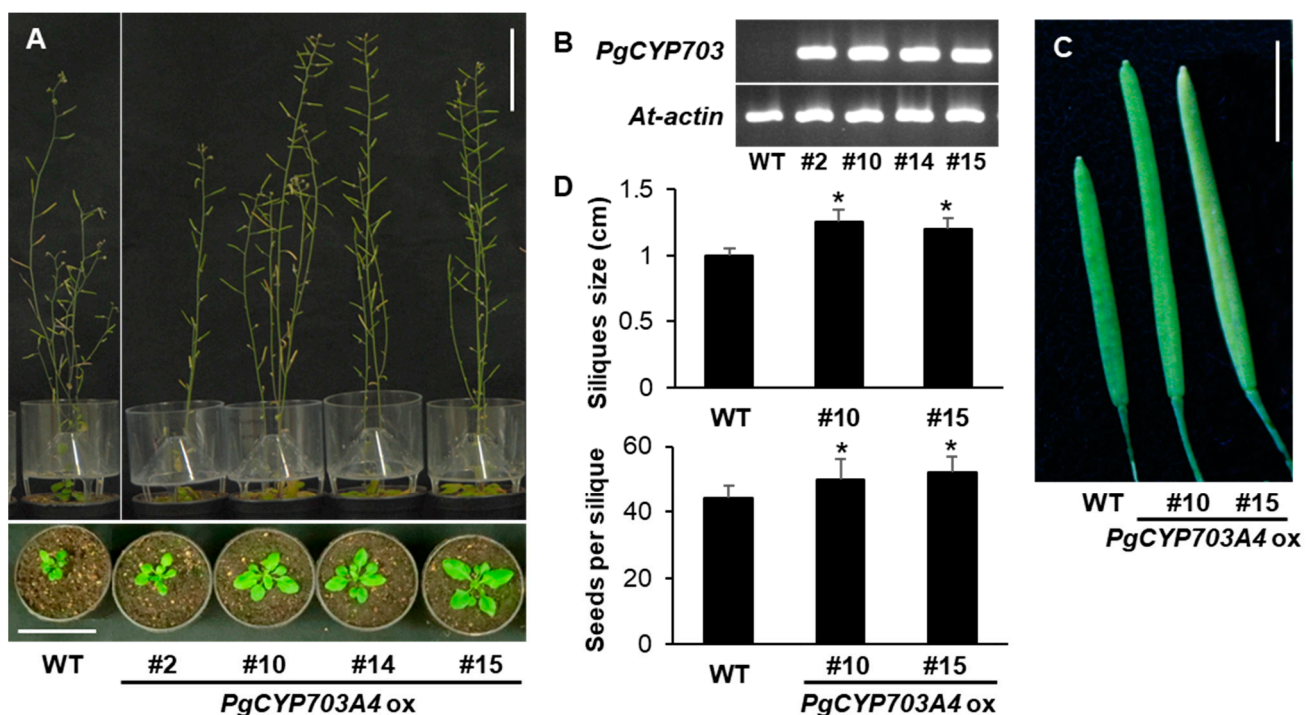 A
WT #2 #10 #14 #15
PgCYP703A4 ox
B
PgCYP703
At-actin
WT #2 #10 #14 #15
C
WT #10 #15
PgCYP703A4 ox
D
Siliques size (cm)
1.5
1
0.5
0
WT #10 #15
Seeds per silique
60
40
20
0
WT #10 #15
PgCYP703A4 ox
* *
* *